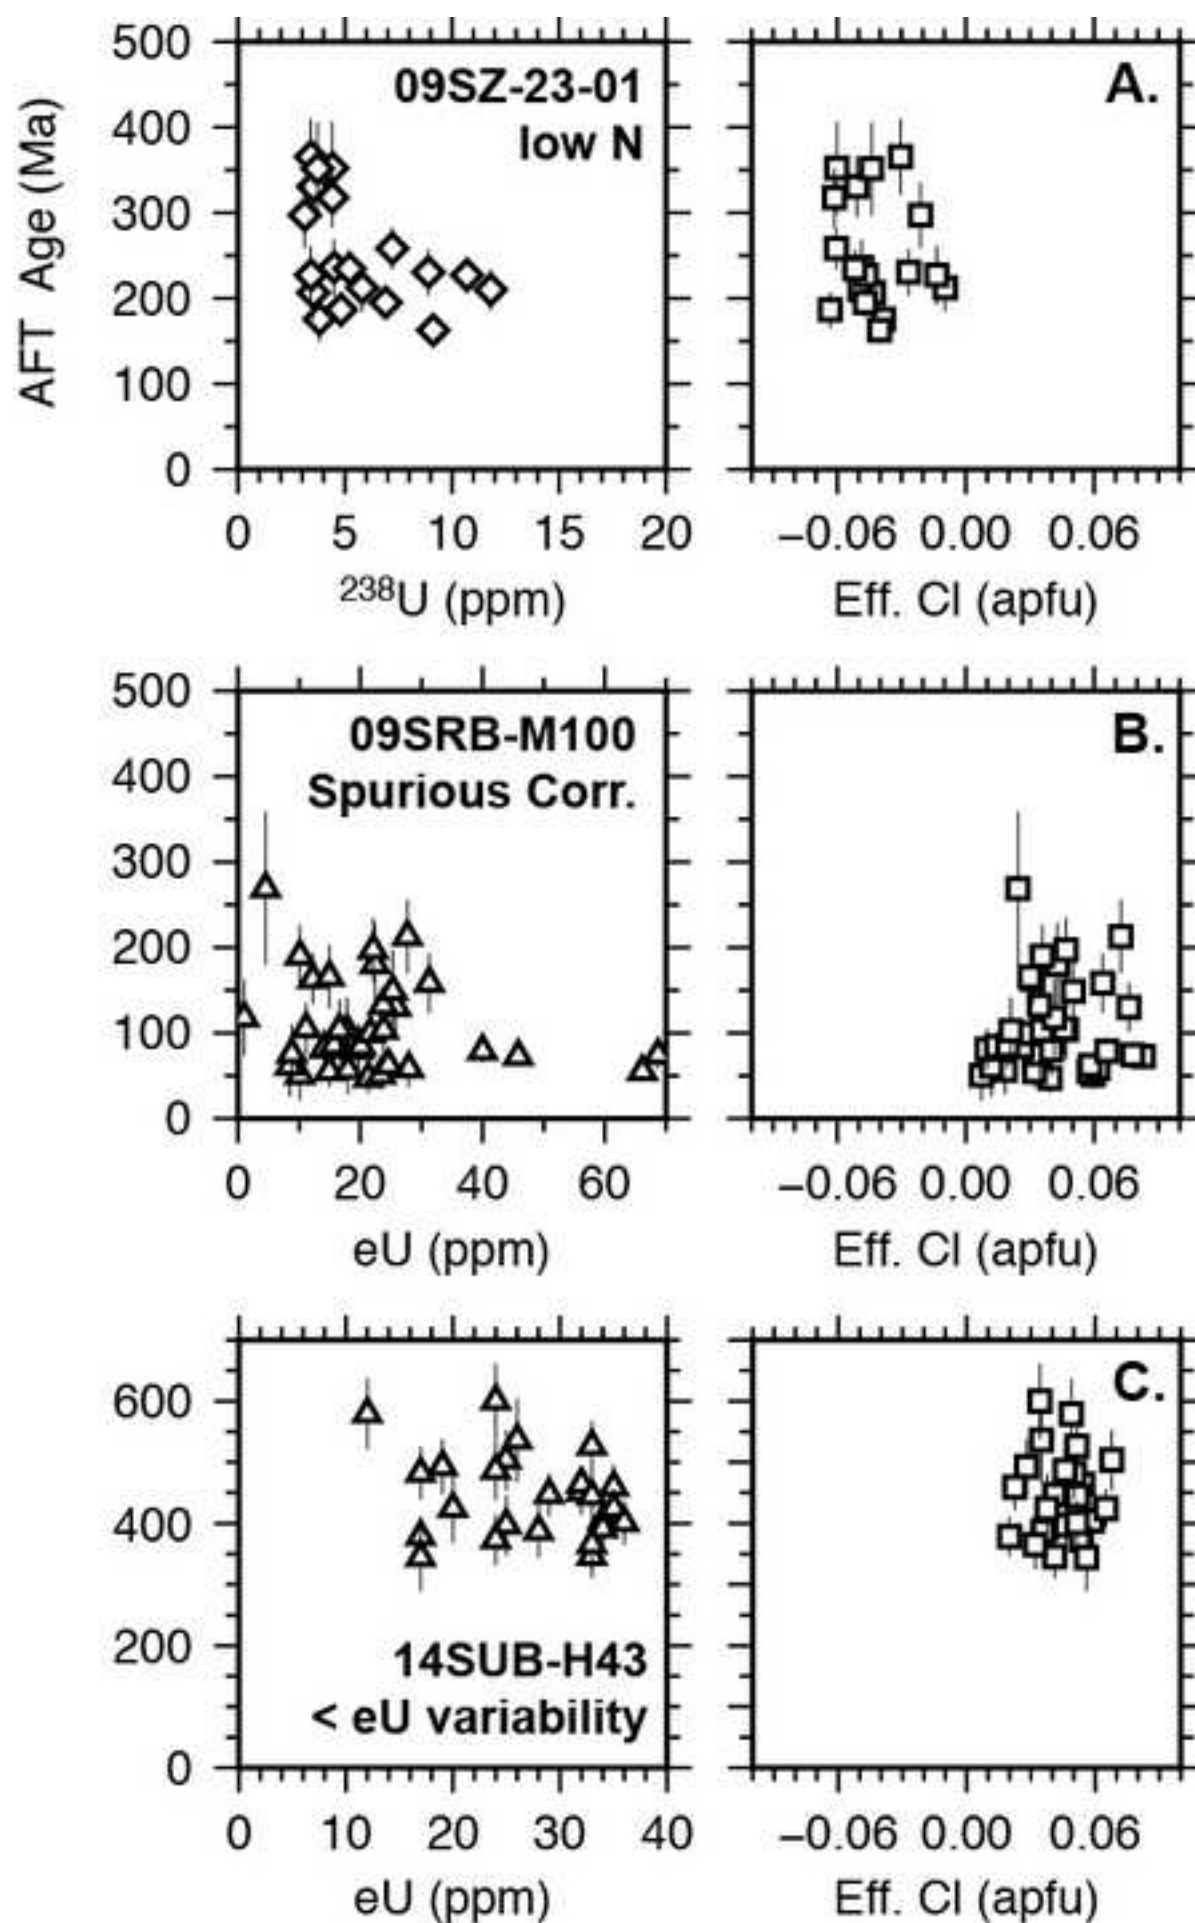 AFT Age (Ma)
500
400
300
200
100
0
09SZ-23-01
low N
0 5 10 15 20
²³⁸U (ppm)
A.
−0.06 0.00 0.06
Eff. Cl (apfu)
500
400
300
200
100
0
09SRB-M100
Spurious Corr.
0 20 40 60
eU (ppm)
B.
−0.06 0.00 0.06
Eff. Cl (apfu)
600
400
200
0
14SUB-H43
< eU variability
0 10 20 30 40
eU (ppm)
C.
−0.06 0.00 0.06
Eff. Cl (apfu)